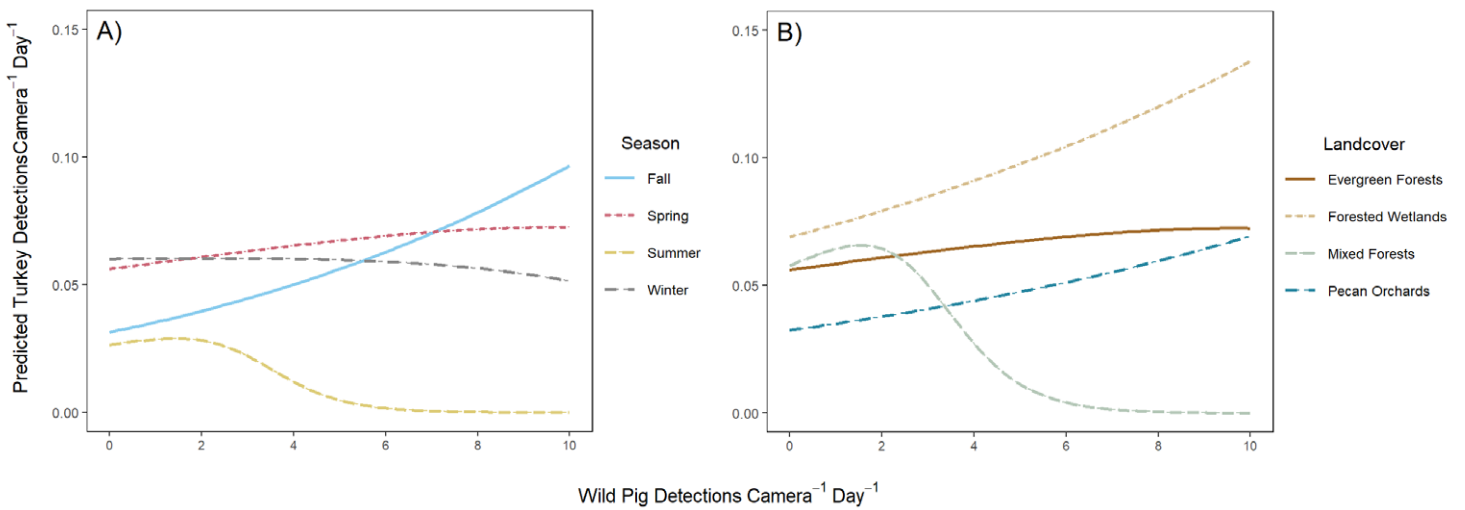 A)
Predicted Turkey DetectionsCamera⁻¹ Day⁻¹
0.15
0.10
0.05
0.00
0 2 4 6 8 10
Season
Fall
Spring
Summer
Winter
B)
0.15
0.10
0.05
0.00
0 2 4 6 8 10
Landcover
Evergreen Forests
Forested Wetlands
Mixed Forests
Pecan Orchards
Wild Pig Detections Camera⁻¹ Day⁻¹